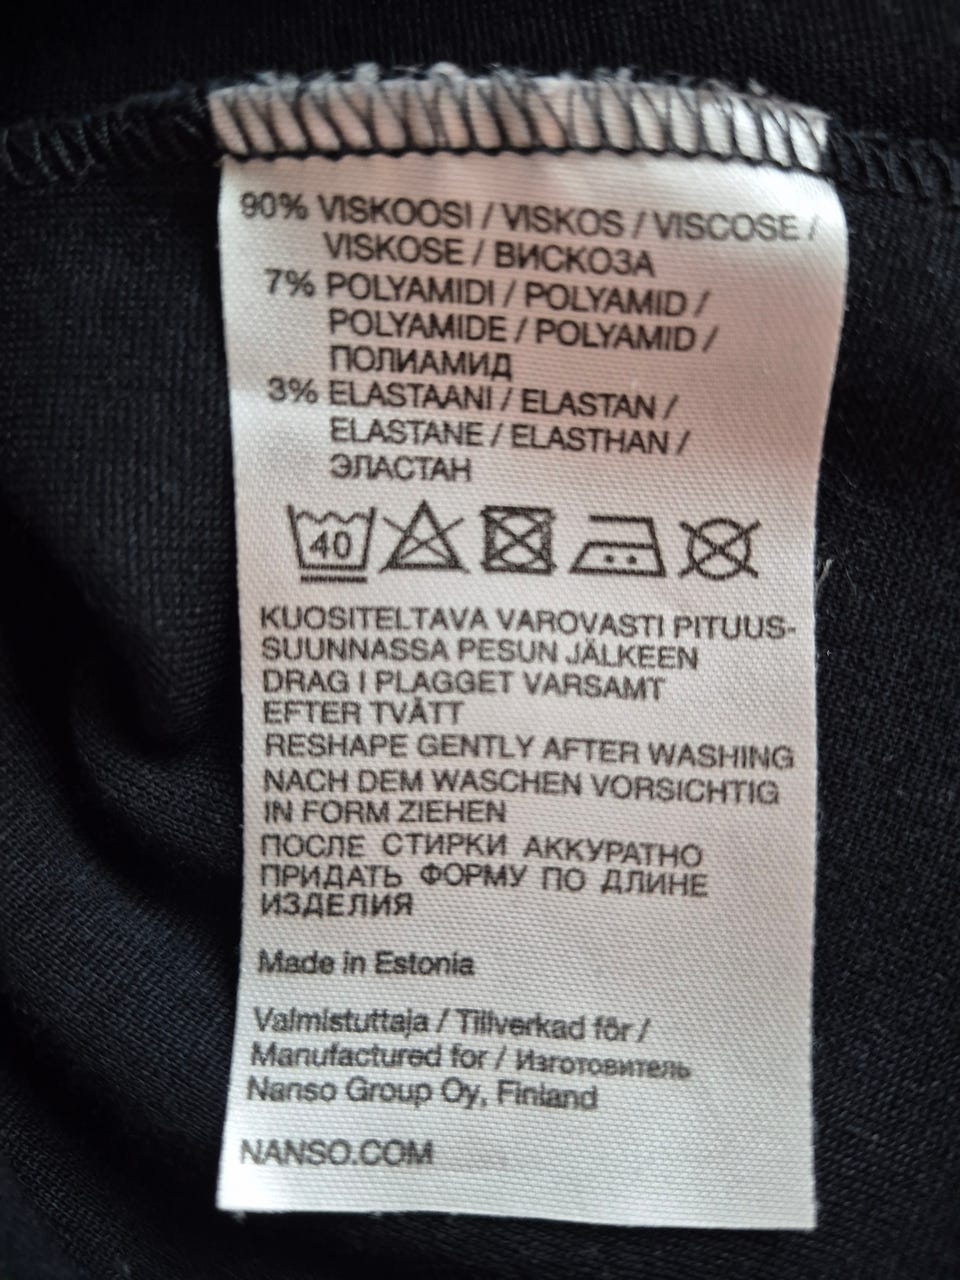 90% VISKOOSI / VISKOS / VISCOSE /
VISKOSE / ВИСКОЗА
7% POLYAMIDI / POLYAMID /
POLYAMIDE / POLYAMID /
ПОЛИАМИД
3% ELASTAANI / ELASTAN /
ELASTANE / ELASTHAN /
ЭЛАСТАН
40
KUOSITELTAVA VAROVASTI PITUUS-
SUUNNASSA PESUN JÄLKEEN
DRAG I PLAGGET VARSAMT
EFTER TVÄTT
RESHAPE GENTLY AFTER WASHING
NACH DEM WASCHEN VORSICHTIG
IN FORM ZIEHEN
ПОСЛЕ СТИРКИ АККУРАТНО
ПРИДАТЬ ФОРМУ ПО ДЛИНЕ
ИЗДЕЛИЯ
Made in Estonia
Valmistuttaja / Tillverkad för /
Manufactured for / Изготовитель
Nanso Group Oy, Finland
NANSO.COM